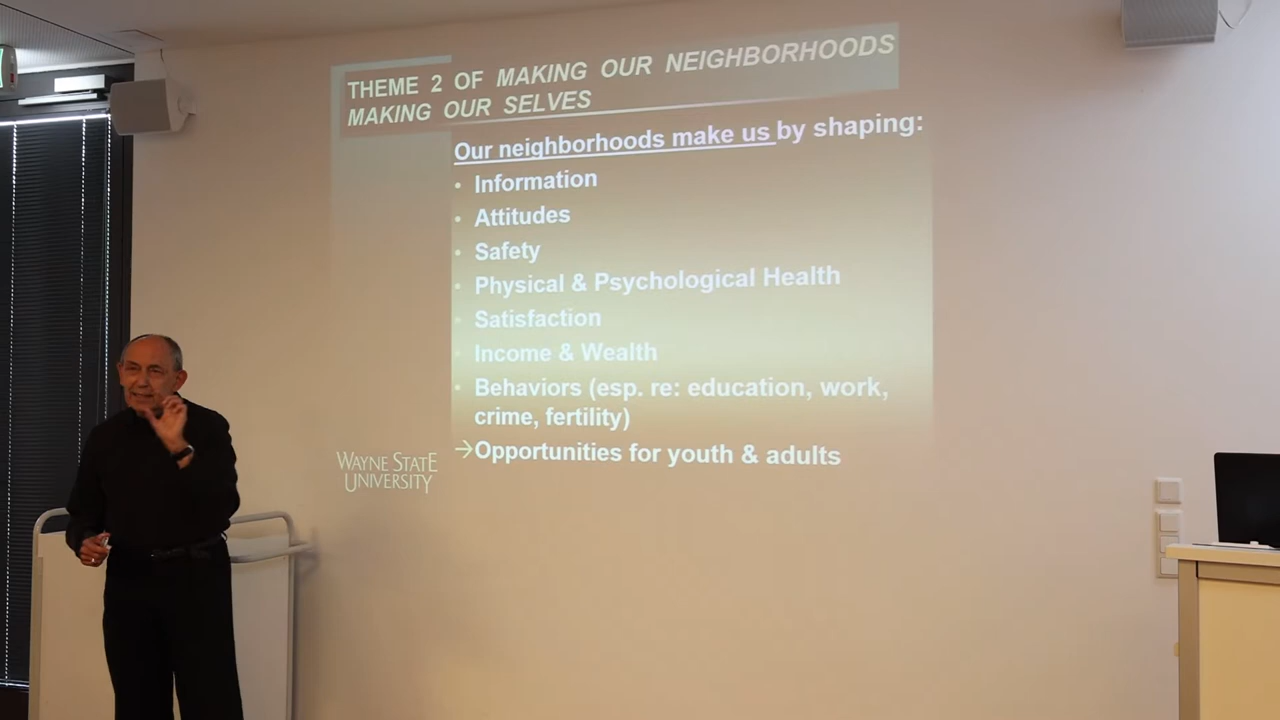 THEME 2 OF MAKING OUR NEIGHBORHOODS
MAKING OUR SELVES
Our neighborhoods make us by shaping:
• Information
• Attitudes
• Safety
• Physical & Psychological Health
• Satisfaction
• Income & Wealth
• Behaviors (esp. re: education, work,
crime, fertility)
→Opportunities for youth & adults
WAYNE STATE
UNIVERSITY